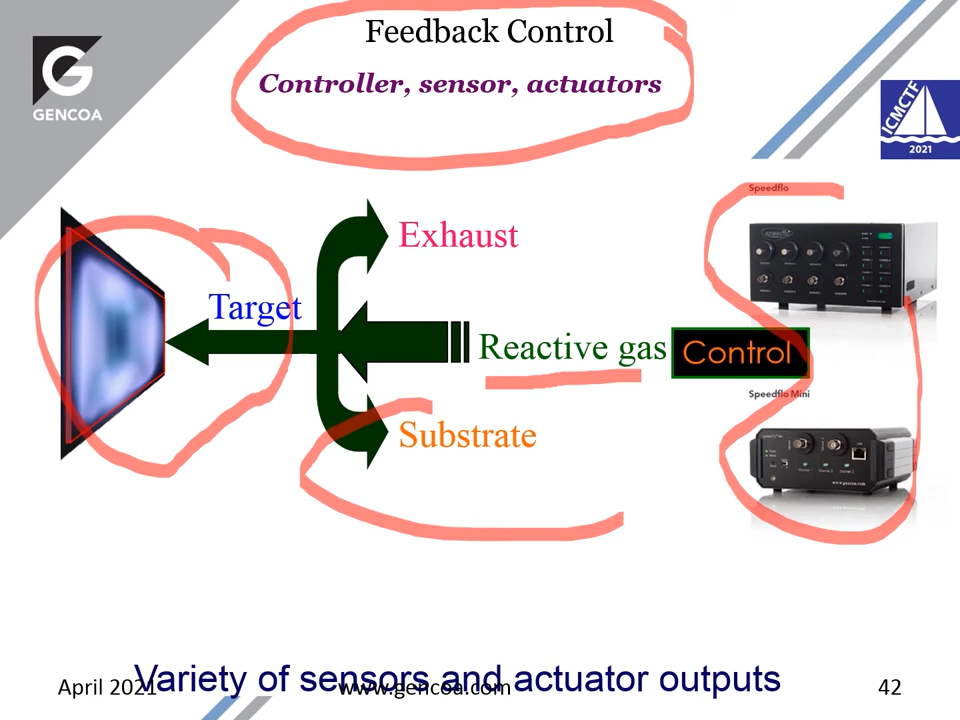 Feedback Control
Controller, sensor, actuators
GENCOA
ICMCTF
2021
Speedflo
Exhaust
Target
Reactive gas
Control
Speedflo Mini
Substrate
Variety of sensors and actuator outputs
April 2021
www.gencoa.com
42